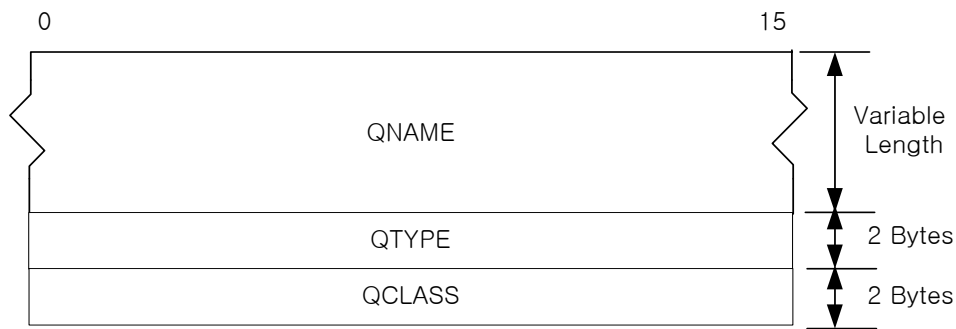 0 15
QNAME
Variable
Length
QTYPE
2 Bytes
QCLASS
2 Bytes